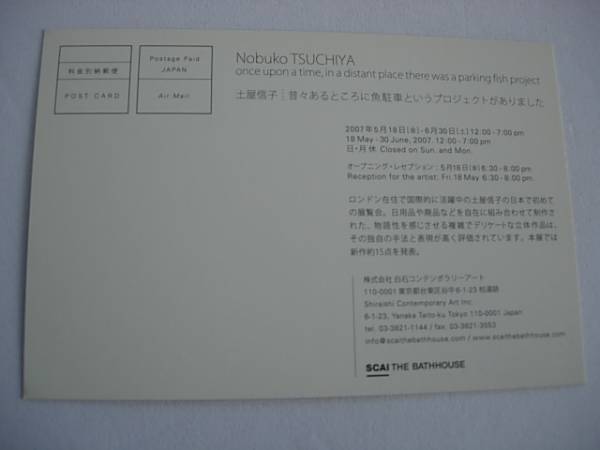 料金別納郵便
POST CARD
Postage Paid
JAPAN
Air Mail
Nobuko TSUCHIYA
once upon a time, in a distant place there was a parking fish project
土屋信子｜昔々あるところに魚駐車というプロジェクトがありました
2007年5月18日(金)-6月30日(土) 12:00-7:00 pm
18 May - 30 June, 2007. 12:00-7:00 pm
日・月 休 Closed on Sun. and Mon.
オープニング・レセプション：5月18日(金) 6:30-8:00 pm
Reception for the artist: Fri. 18 May 6:30-8:00 pm.
ロンドン在住で国際的に活躍中の土屋信子の日本で初めて
の展覧会。日用品や廃品などを自在に組み合わせて制作さ
れた、物語性を感じさせる複雑でデリケートな立体作品は、
その独自の手法と表現が高く評価されています。本展では
新作約15点を発表。
株式会社 白石コンテンポラリーアート
110-0001 東京都台東区谷中6-1-23 柏湯跡
Shiraishi Contemporary Art Inc.
6-1-23, Yanaka Taito-ku Tokyo 110-0001 Japan
tel. 03-3821-1144 / fax. 03-3821-3553
info@scaithebathhouse.com / www.scaithebathhouse.com
SCAI THE BATHHOUSE